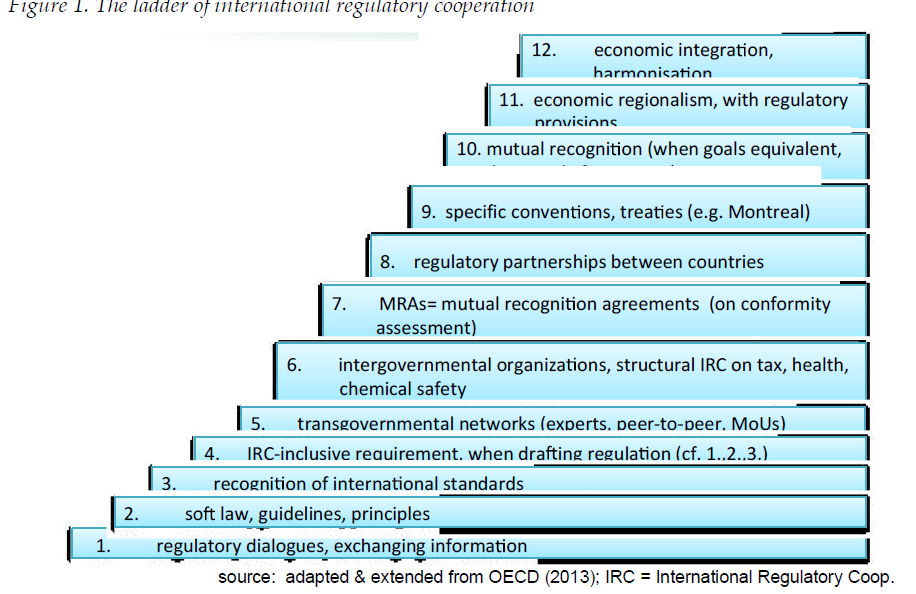 Figure 1. The ladder of international regulatory cooperation
12. economic integration,
harmonisation
11. economic regionalism, with regulatory
provisions
10. mutual recognition (when goals equivalent,
9. specific conventions, treaties (e.g. Montreal)
8. regulatory partnerships between countries
7. MRAs= mutual recognition agreements (on conformity
assessment)
6. intergovernmental organizations, structural IRC on tax, health,
chemical safety
5. transgovernmental networks (experts, peer-to-peer, MoUs)
4. IRC-inclusive requirement, when drafting regulation (cf. 1..2..3.)
3. recognition of international standards
2. soft law, guidelines, principles
1. regulatory dialogues, exchanging information
source: adapted & extended from OECD (2013); IRC = International Regulatory Coop.